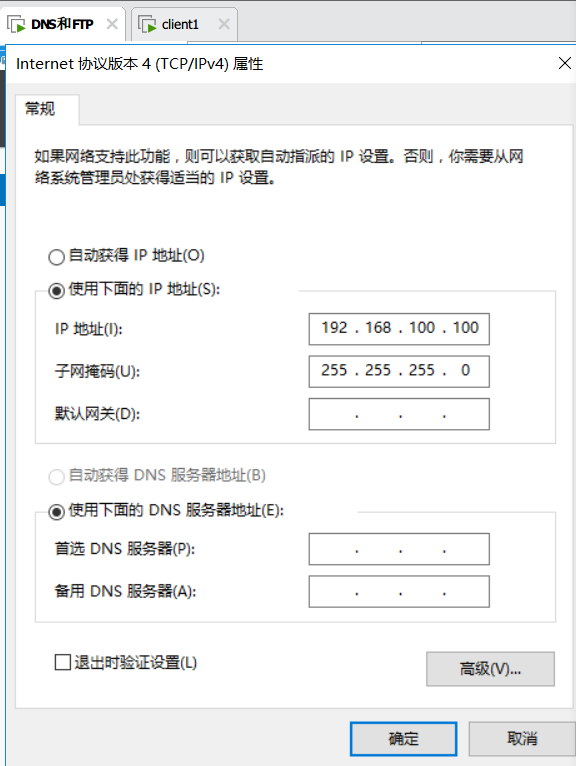 DNS和FTP
client1
Internet 协议版本 4 (TCP/IPv4) 属性
常规
如果网络支持此功能，则可以获取自动指派的 IP 设置。否则，你需要从网
络系统管理员处获得适当的 IP 设置。
自动获得 IP 地址(O)
使用下面的 IP 地址(S):
IP 地址(I): 192 . 168 . 100 . 100
子网掩码(U): 255 . 255 . 255 . 0
默认网关(D): . . .
自动获得 DNS 服务器地址(B)
使用下面的 DNS 服务器地址(E):
首选 DNS 服务器(P): . . .
备用 DNS 服务器(A): . . .
退出时验证设置(L)
高级(V)...
确定
取消